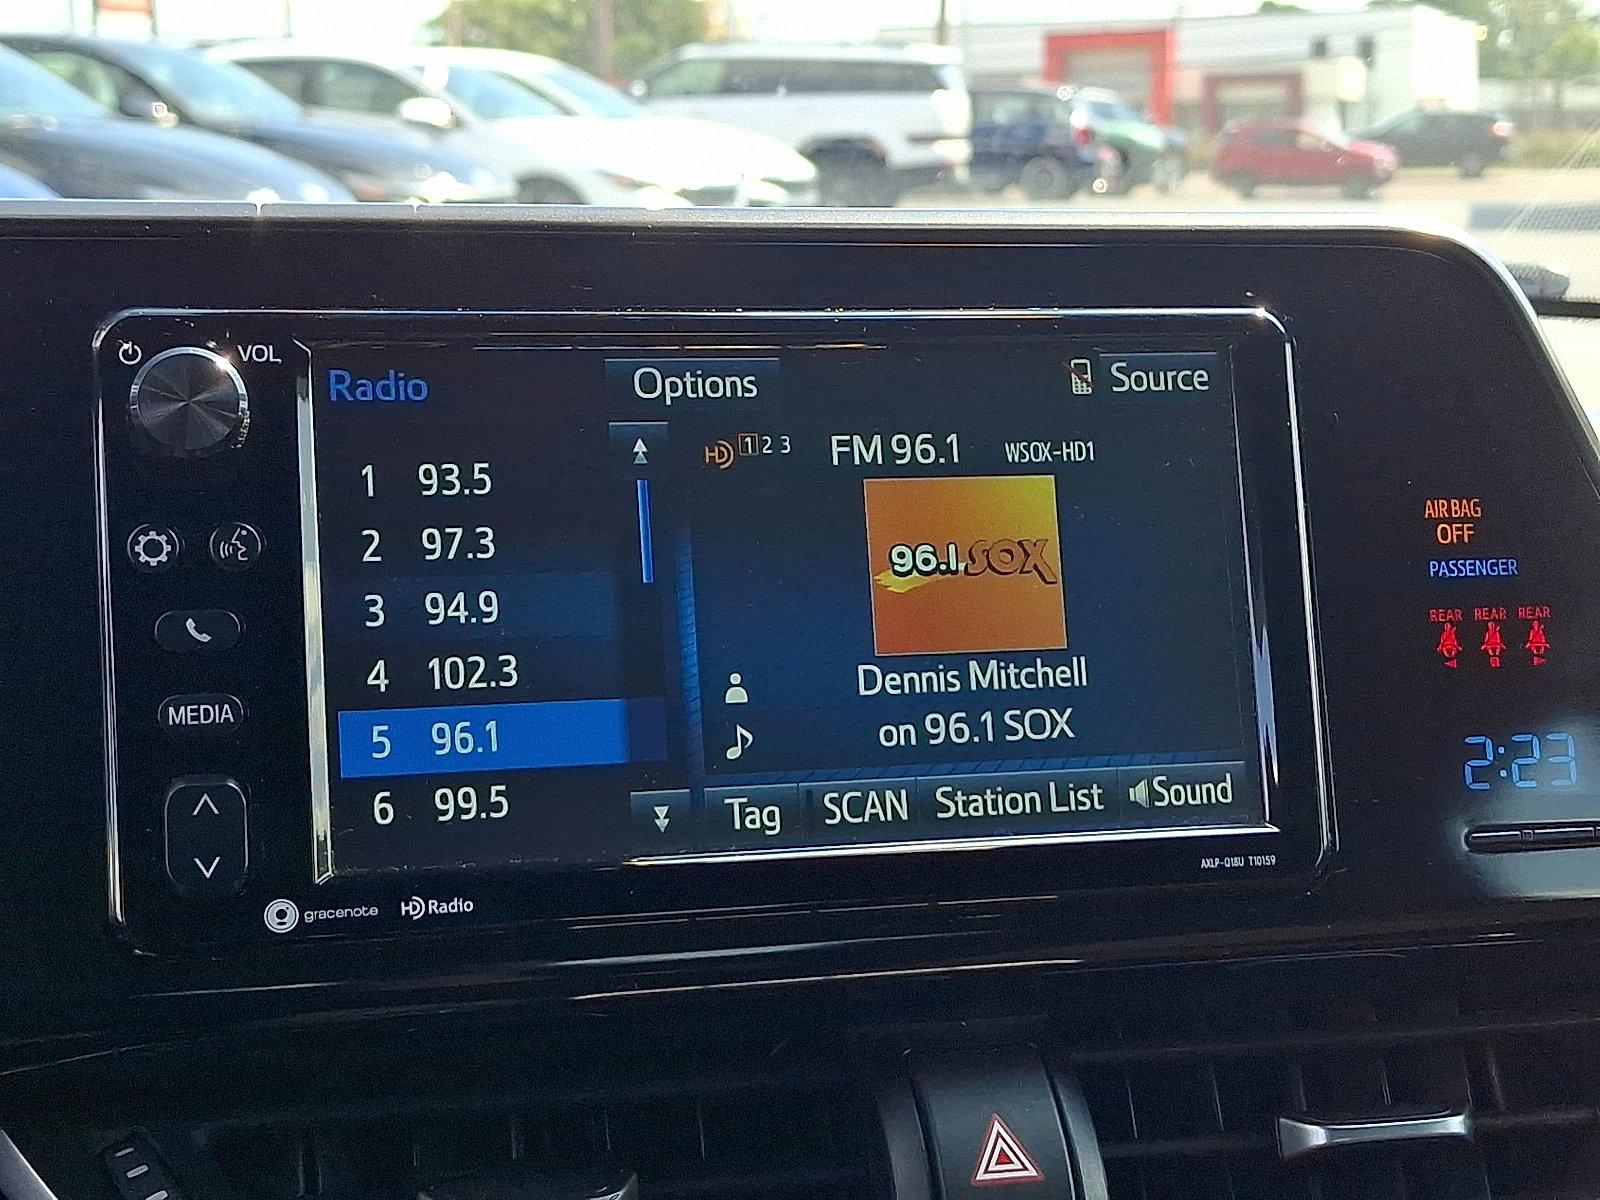 VOL
Radio
Options
Source
1 93.5
2 97.3
3 94.9
4 102.3
5 96.1
6 99.5
HD 1 2 3
FM 96.1
WSOX-HD1
96.1 SOX
Dennis Mitchell
on 96.1 SOX
Tag
SCAN
Station List
Sound
MEDIA
gracenote
HD Radio
AXLP-Q18U T10159
AIR BAG
OFF
PASSENGER
REAR REAR REAR
2:23